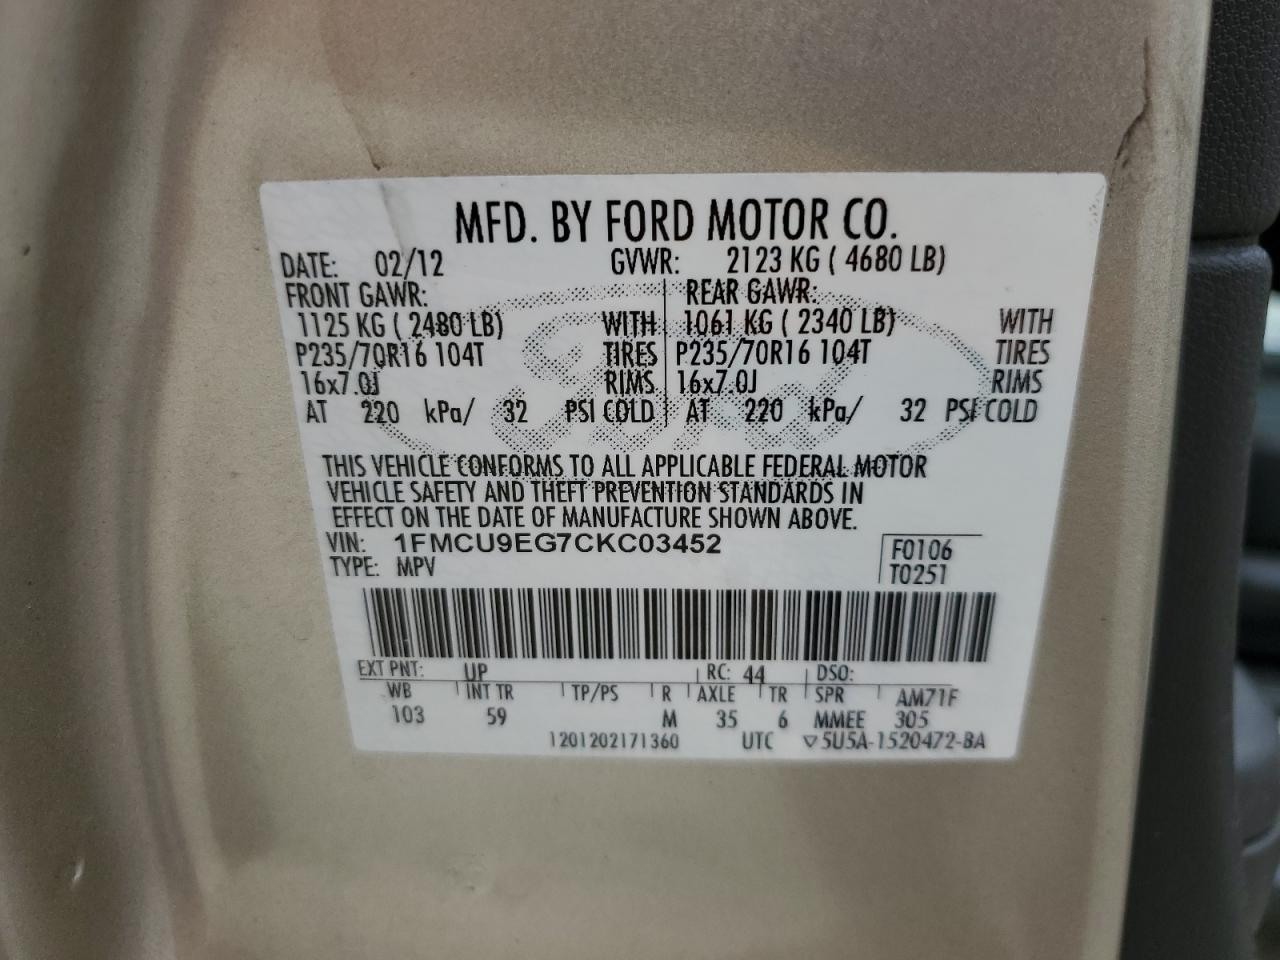 MFD. BY FORD MOTOR CO.
DATE: 02/12 GVWR: 2123 KG ( 4680 LB)
FRONT GAWR: REAR GAWR:
1125 KG ( 2480 LB) WITH 1061 KG ( 2340 LB) WITH
P235/70R16 104T TIRES P235/70R16 104T TIRES
16x7.0J RIMS 16x7.0J RIMS
AT 220 kPa/ 32 PSI COLD AT 220 kPa/ 32 PSI COLD
Ford
THIS VEHICLE CONFORMS TO ALL APPLICABLE FEDERAL MOTOR
VEHICLE SAFETY AND THEFT PREVENTION STANDARDS IN
EFFECT ON THE DATE OF MANUFACTURE SHOWN ABOVE.
VIN: 1FMCU9EG7CKC03452 F0106
TYPE: MPV T0251
EXT PNT: UP RC: 44 DSO:
WB INT TR TP/PS R AXLE TR SPR AM71F
103 59 M 35 6 MMEE 305
1201202171360 UTC ▽5U5A-1520472-BA